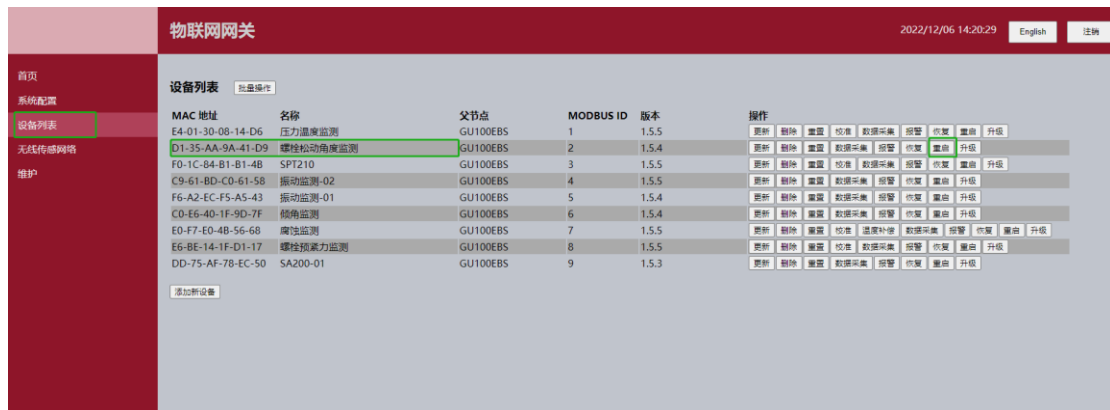 物联网网关 2022/12/06 14:20:29 English 注销
首页
系统配置
设备列表
无线传感网络
维护
设备列表 批量操作
MAC 地址 名称 父节点 MODBUS ID 版本 操作
E4-01-30-08-14-D6 压力温度监测 GU100EBS 1 1.5.5 更新 删除 重置 校准 数据采集 报警 恢复 重启 升级
D1-35-AA-9A-41-D9 螺栓松动角度监测 GU100EBS 2 1.5.4 更新 删除 重置 数据采集 报警 恢复 重启 升级
F0-1C-84-B1-B1-4B SPT210 GU100EBS 3 1.5.5 更新 删除 重置 校准 数据采集 报警 恢复 重启 升级
C9-61-BD-C0-61-58 振动监测-02 GU100EBS 4 1.5.5 更新 删除 重置 数据采集 报警 恢复 重启 升级
F6-A2-EC-F5-A5-43 振动监测-01 GU100EBS 5 1.5.4 更新 删除 重置 数据采集 报警 恢复 重启 升级
C0-E6-40-1F-9D-7F 倾角监测 GU100EBS 6 1.5.4 更新 删除 重置 数据采集 报警 恢复 重启 升级
E0-F7-E0-4B-56-68 腐蚀监测 GU100EBS 7 1.5.5 更新 删除 重置 校准 温度补偿 数据采集 报警 恢复 重启 升级
E6-BE-14-1F-D1-17 螺栓预紧力监测 GU100EBS 8 1.5.5 更新 删除 重置 校准 数据采集 报警 恢复 重启 升级
DD-75-AF-78-EC-50 SA200-01 GU100EBS 9 1.5.3 更新 删除 重置 数据采集 报警 恢复 重启 升级
添加新设备